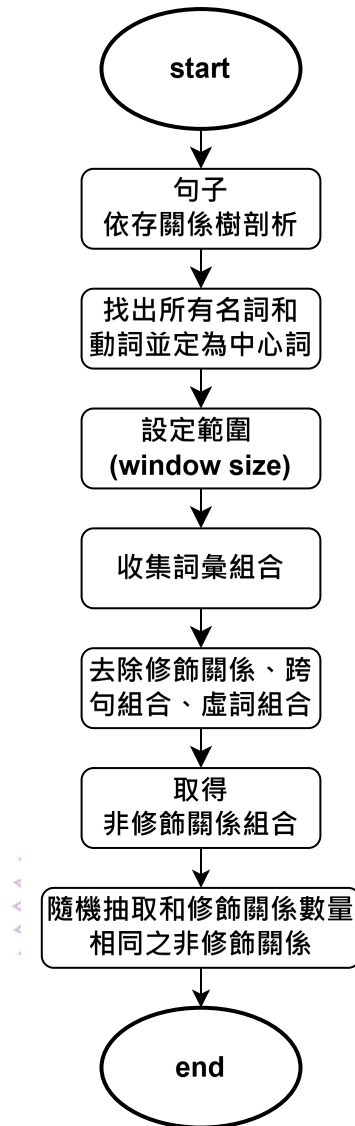 start
句子
依存關係樹剖析
找出所有名詞和
動詞並定為中心詞
設定範圍
(window size)
收集詞彙組合
去除修飾關係、跨
句組合、虛詞組合
取得
非修飾關係組合
隨機抽取和修飾關係數量
相同之非修飾關係
end